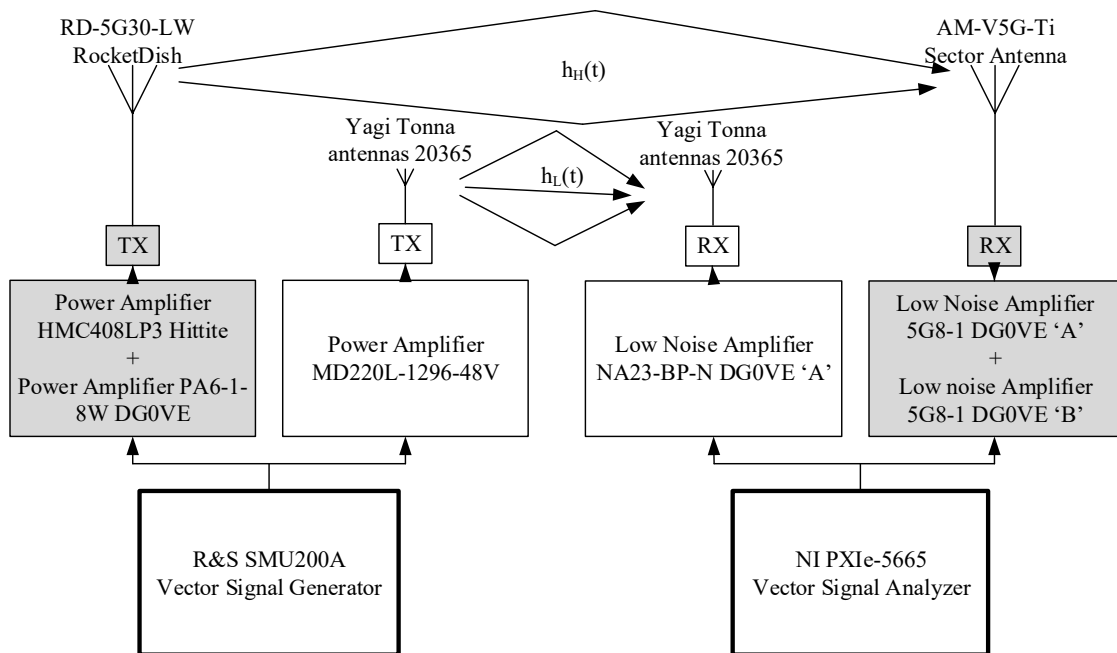 RD-5G30-LW
RocketDish
AM-V5G-Ti
Sector Antenna
hH(t)
Yagi Tonna
antennas 20365
Yagi Tonna
antennas 20365
hL(t)
TX
TX
RX
RX
Power Amplifier
HMC408LP3 Hittite
+
Power Amplifier PA6-1-
8W DG0VE
Power Amplifier
MD220L-1296-48V
Low Noise Amplifier
NA23-BP-N DG0VE ‘A’
Low Noise Amplifier
5G8-1 DG0VE ‘A’
+
Low noise Amplifier
5G8-1 DG0VE ‘B’
R&S SMU200A
Vector Signal Generator
NI PXIe-5665
Vector Signal Analyzer